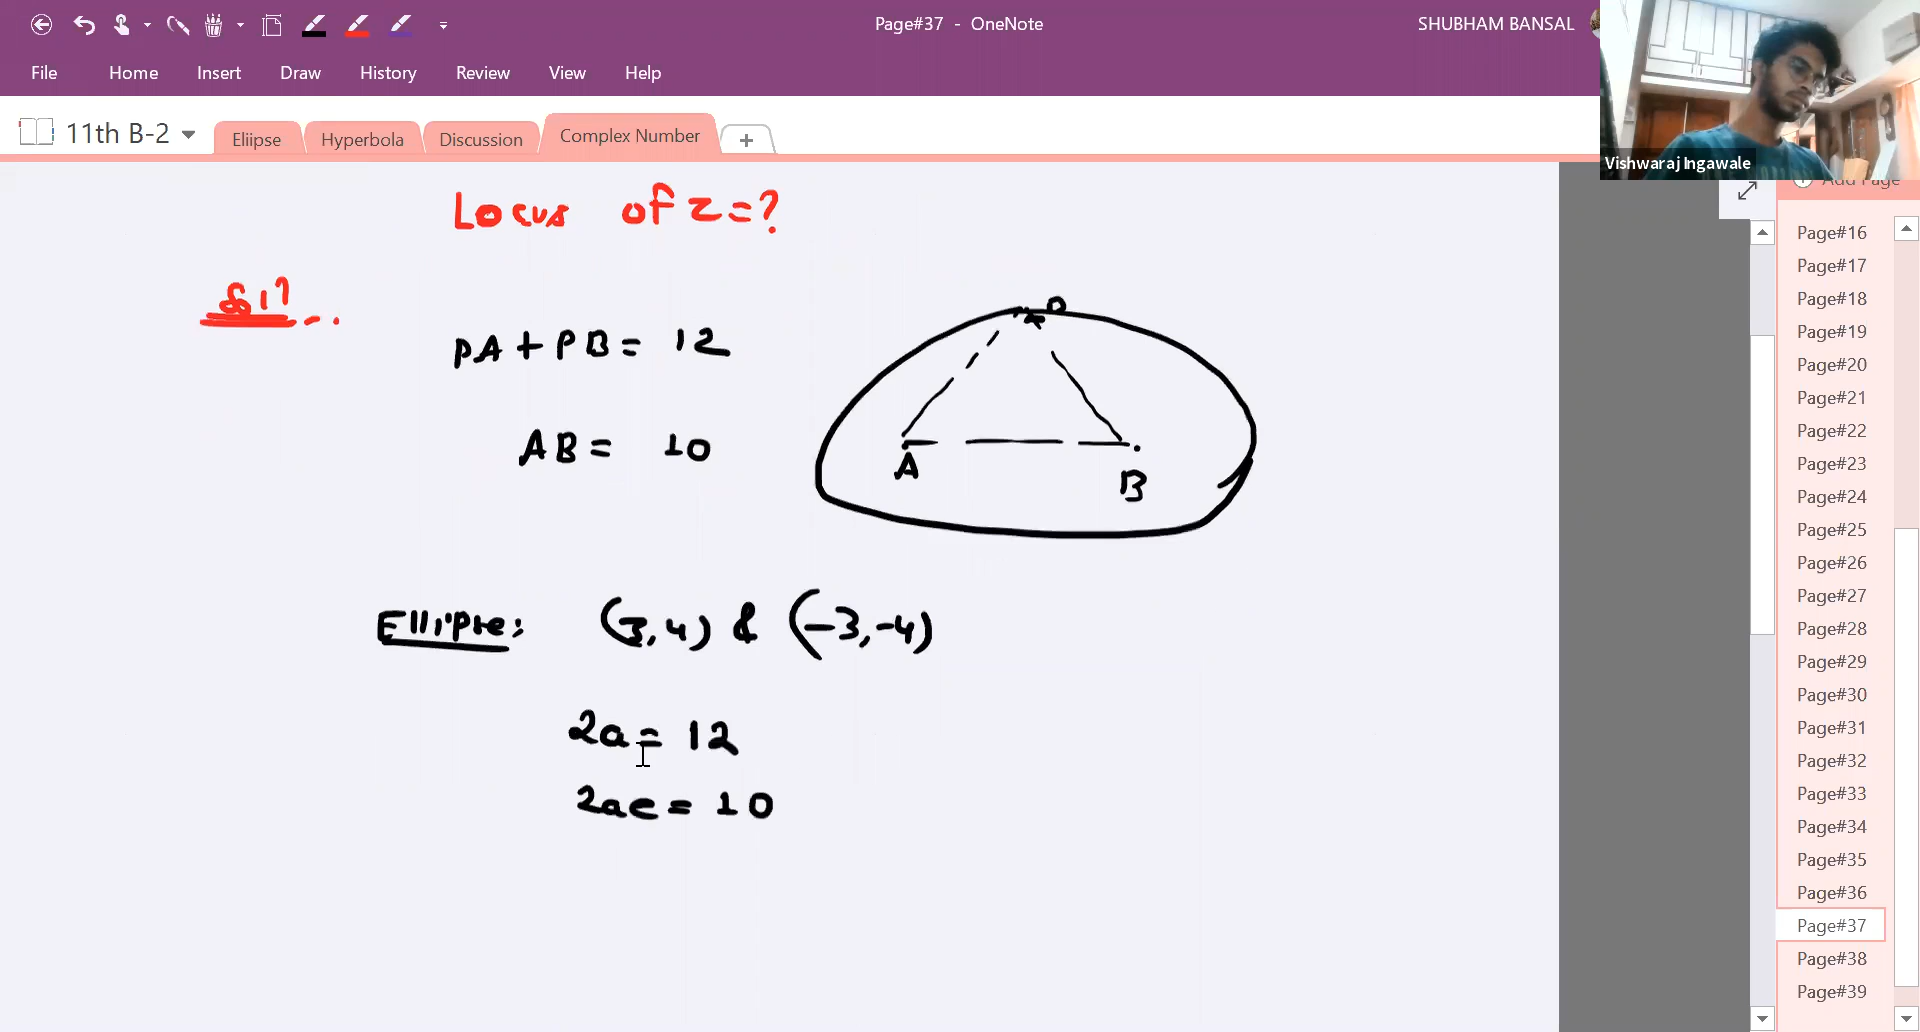 Page#37 - OneNote
SHUBHAM BANSAL
File Home Insert Draw History Review View Help
11th B-2
Eliipse
Hyperbola
Discussion
Complex Number
+
Vishwaraj Ingawale
Add Page
Locus of z=?
Sol?
PA + PB = 12
AB = 10
P
A
B
Ellipse: (3,4) & (-3,-4)
2a = 12
2ae = 10
Page#16
Page#17
Page#18
Page#19
Page#20
Page#21
Page#22
Page#23
Page#24
Page#25
Page#26
Page#27
Page#28
Page#29
Page#30
Page#31
Page#32
Page#33
Page#34
Page#35
Page#36
Page#37
Page#38
Page#39